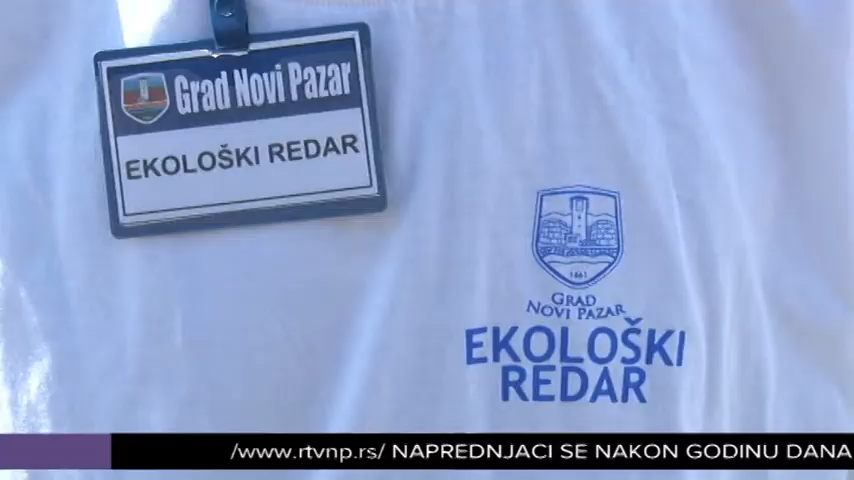 Grad Novi Pazar
EKOLOŠKI REDAR
1461
GRAD
NOVI PAZAR
EKOLOŠKI
REDAR
/www.rtvnp.rs/ NAPREDNJACI SE NAKON GODINU DANA